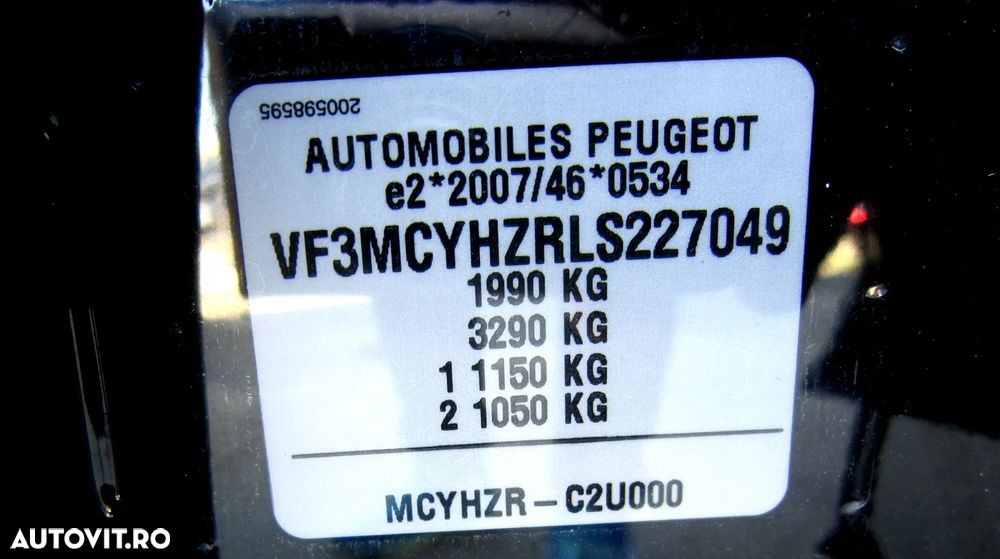 200598595
AUTOMOBILES PEUGEOT
e2*2007/46*0534
VF3MCYHZRLS227049
1990 KG
3290 KG
1 1150 KG
2 1050 KG
MCYHZR – C2U000
AUTOVIT.RO